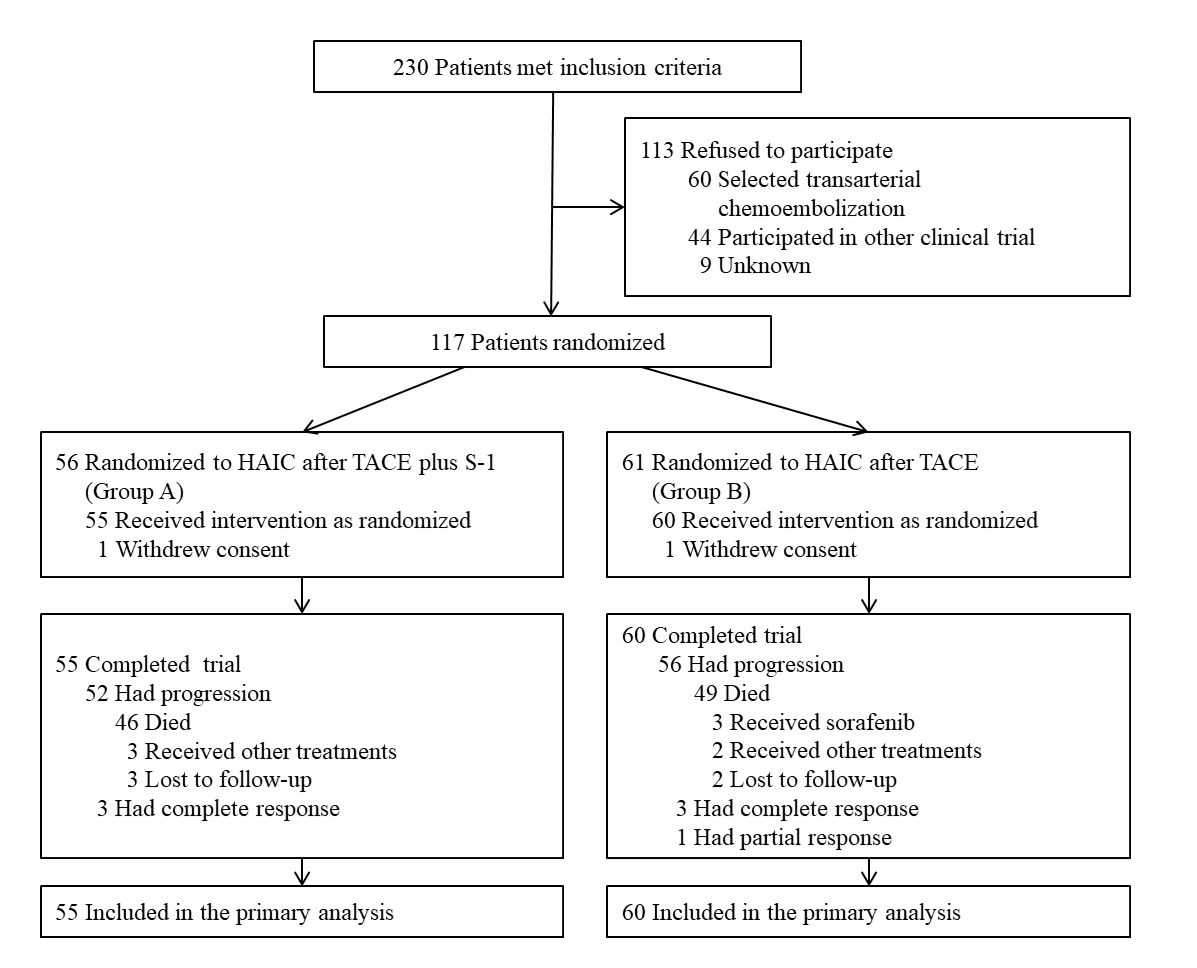 230 Patients met inclusion criteria
113 Refused to participate
60 Selected transarterial
chemoembolization
44 Participated in other clinical trial
9 Unknown
117 Patients randomized
56 Randomized to HAIC after TACE plus S-1
(Group A)
55 Received intervention as randomized
1 Withdrew consent
61 Randomized to HAIC after TACE
(Group B)
60 Received intervention as randomized
1 Withdrew consent
55 Completed trial
52 Had progression
46 Died
3 Received other treatments
3 Lost to follow-up
3 Had complete response
60 Completed trial
56 Had progression
49 Died
3 Received sorafenib
2 Received other treatments
2 Lost to follow-up
3 Had complete response
1 Had partial response
55 Included in the primary analysis
60 Included in the primary analysis